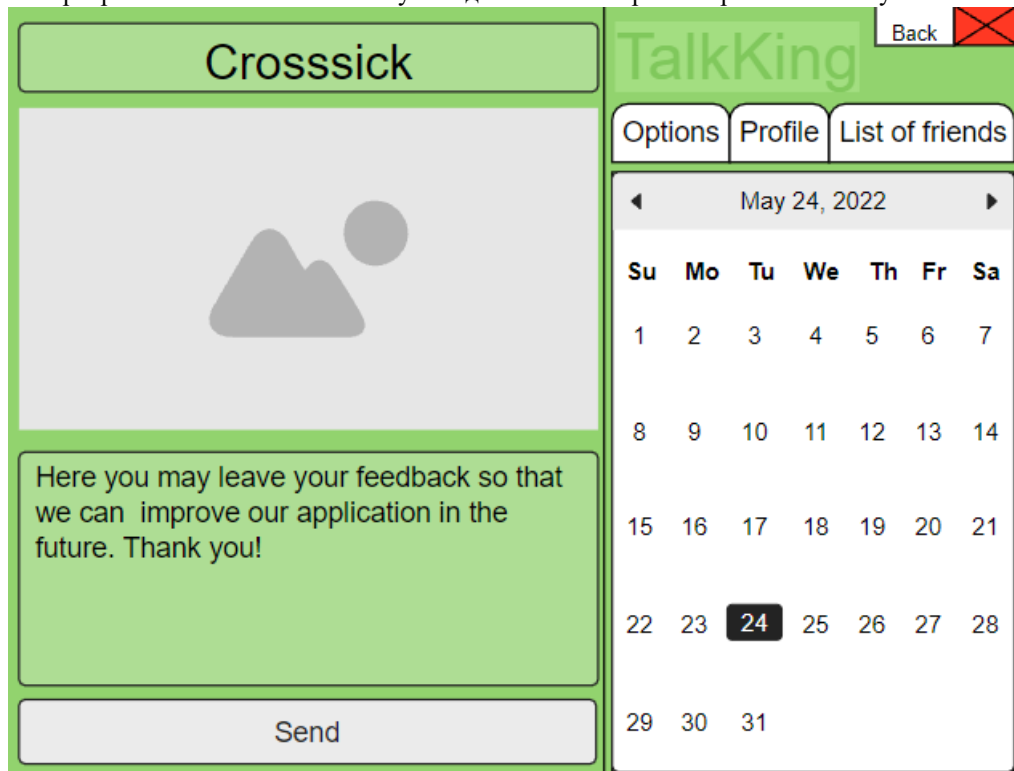 Crosssick
TalkKing
Back
Options Profile List of friends
May 24, 2022
Su Mo Tu We Th Fr Sa
1 2 3 4 5 6 7
8 9 10 11 12 13 14
15 16 17 18 19 20 21
22 23 24 25 26 27 28
29 30 31
Here you may leave your feedback so that
we can improve our application in the
future. Thank you!
Send